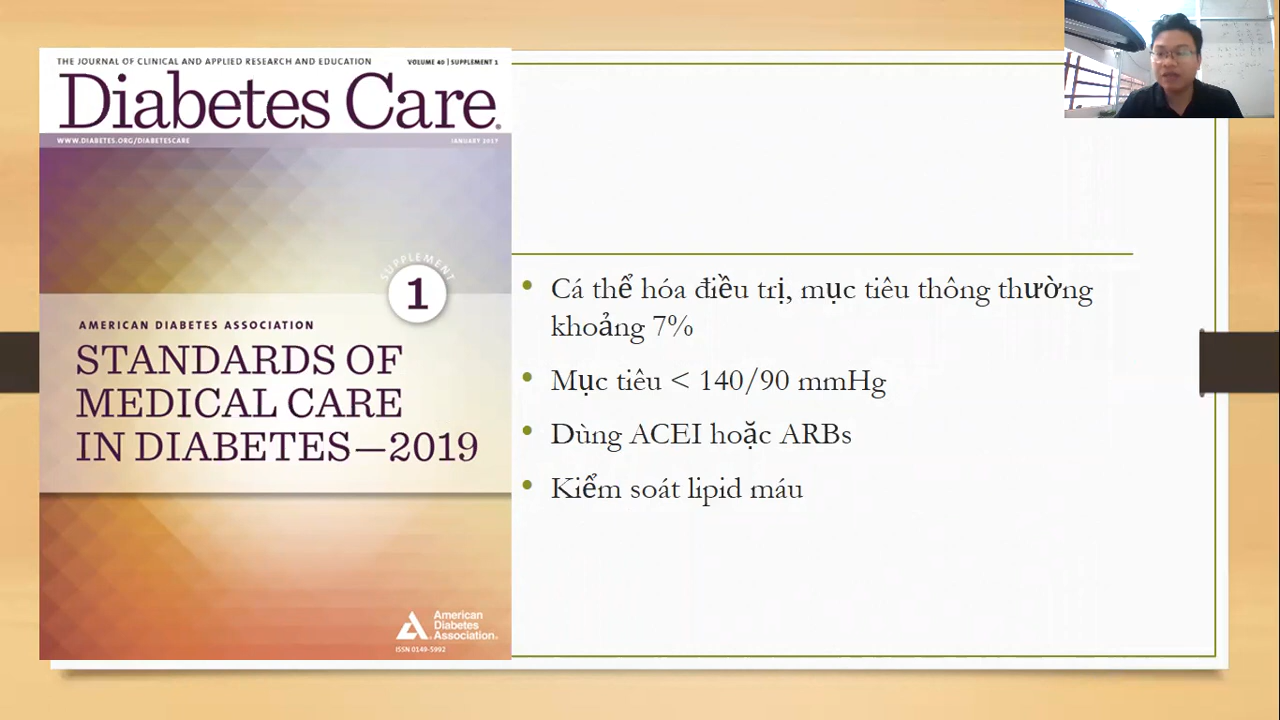 THE JOURNAL OF CLINICAL AND APPLIED RESEARCH AND EDUCATION
VOLUME 40 | SUPPLEMENT 1
Diabetes Care®
WWW.DIABETES.ORG/DIABETESCARE
JANUARY 2017
SUPPLEMENT
1
AMERICAN DIABETES ASSOCIATION
STANDARDS OF
MEDICAL CARE
IN DIABETES—2019
American
Diabetes
Association®
ISSN 0149-5992
• Cá thể hóa điều trị, mục tiêu thông thường
khoảng 7%
• Mục tiêu < 140/90 mmHg
• Dùng ACEI hoặc ARBs
• Kiểm soát lipid máu